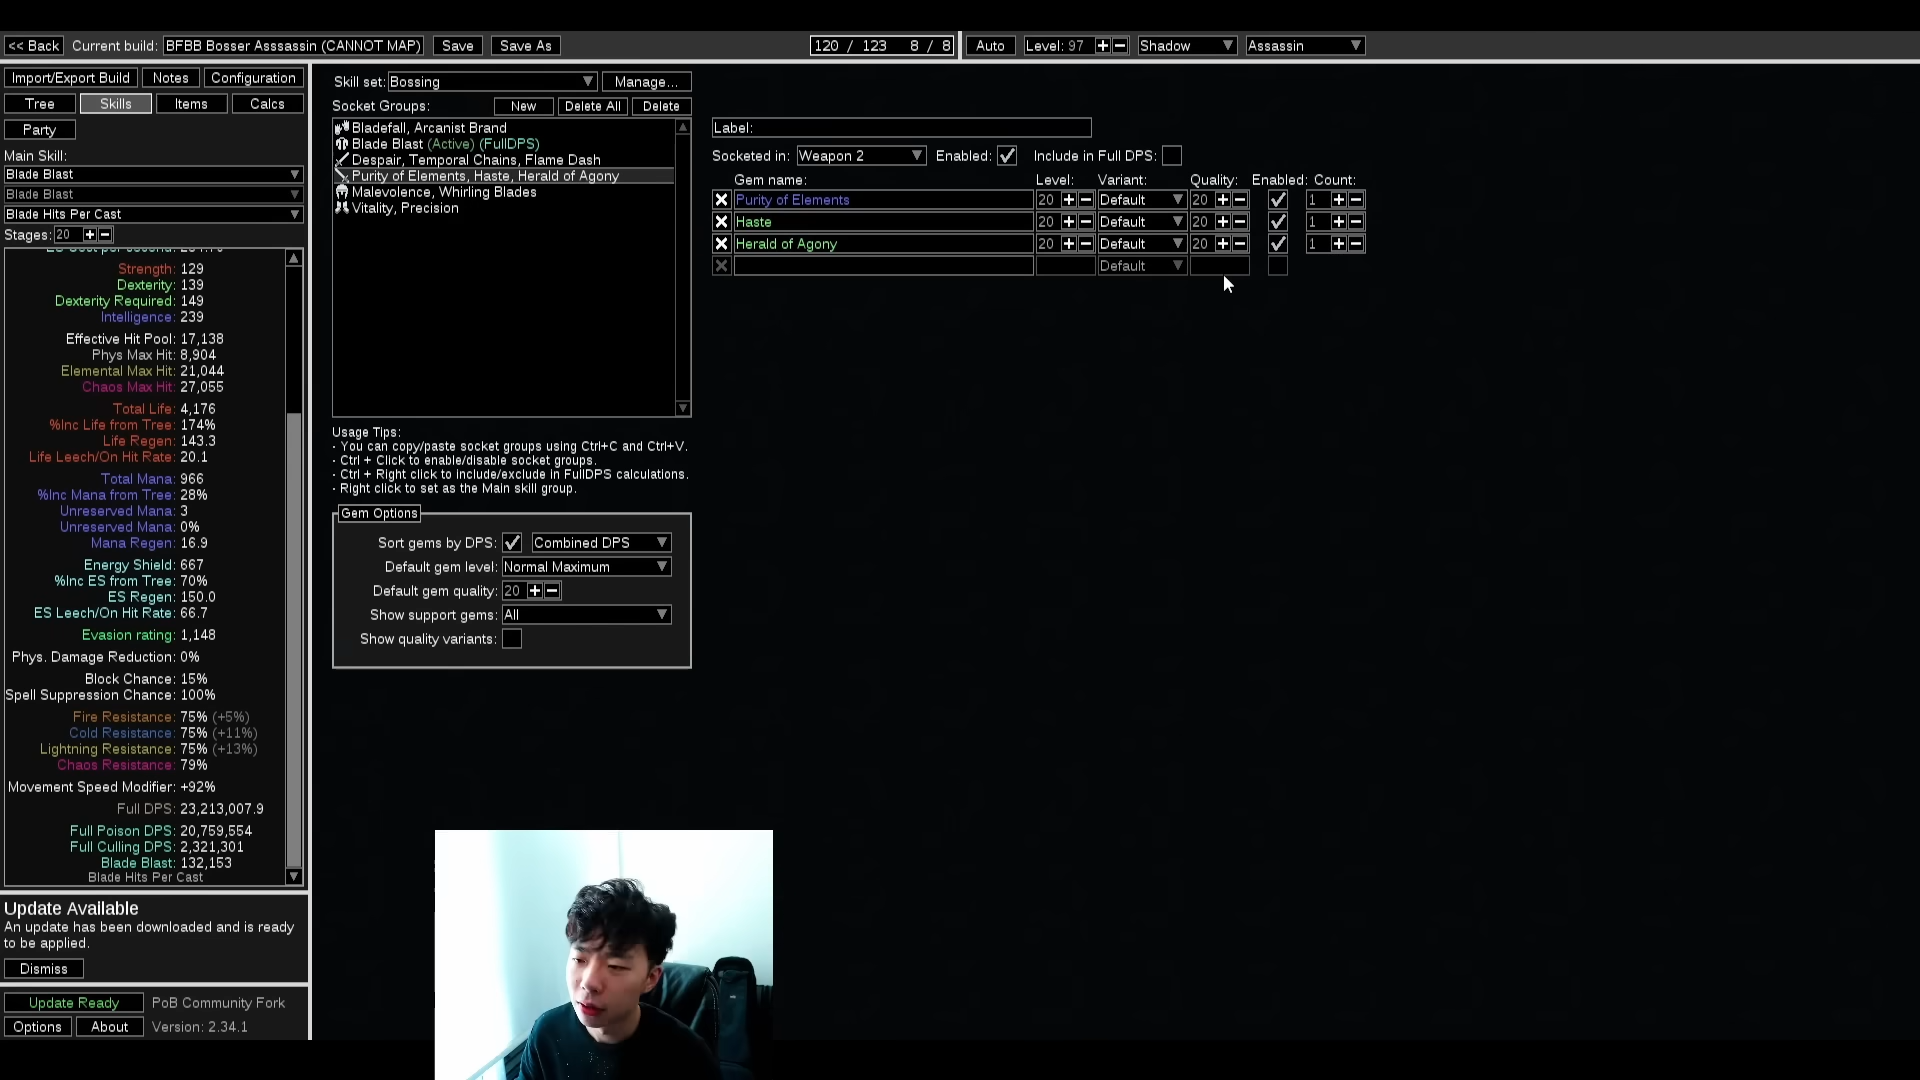 << Back
Current build:
BFBB Bosser Asssassin (CANNOT MAP)
Save
Save As
120 / 123   8 / 8
Auto
Level: 97 + −
Shadow
Assassin
Import/Export Build
Notes
Configuration
Tree
Skills
Items
Calcs
Party
Main Skill:
Blade Blast
Blade Blast
Blade Hits Per Cast
Stages: 20 + −
Strength: 129
Dexterity: 139
Dexterity Required: 149
Intelligence: 239
Effective Hit Pool: 17,138
Phys Max Hit: 8,904
Elemental Max Hit: 21,044
Chaos Max Hit: 27,055
Total Life: 4,176
%Inc Life from Tree: 174%
Life Regen: 143.3
Life Leech/On Hit Rate: 20.1
Total Mana: 966
%Inc Mana from Tree: 28%
Unreserved Mana: 3
Unreserved Mana: 0%
Mana Regen: 16.9
Energy Shield: 667
%Inc ES from Tree: 70%
ES Regen: 150.0
ES Leech/On Hit Rate: 66.7
Evasion rating: 1,148
Phys. Damage Reduction: 0%
Block Chance: 15%
Spell Suppression Chance: 100%
Fire Resistance: 75% (+5%)
Cold Resistance: 75% (+11%)
Lightning Resistance: 75% (+13%)
Chaos Resistance: 79%
Movement Speed Modifier: +92%
Full DPS: 23,213,007.9
Full Poison DPS: 20,759,554
Full Culling DPS: 2,321,301
Blade Blast: 132,153
Blade Hits Per Cast
Update Available
An update has been downloaded and is ready
to be applied.
Dismiss
Update Ready
PoB Community Fork
Options
About
Version: 2.34.1
Skill set: Bossing
Manage...
Socket Groups:
New
Delete All
Delete
Bladefall, Arcanist Brand
Blade Blast (Active) (FullDPS)
Despair, Temporal Chains, Flame Dash
Purity of Elements, Haste, Herald of Agony
Malevolence, Whirling Blades
Vitality, Precision
Usage Tips:
- You can copy/paste socket groups using Ctrl+C and Ctrl+V.
- Ctrl + Click to enable/disable socket groups.
- Ctrl + Right click to include/exclude in FullDPS calculations.
- Right click to set as the Main skill group.
Gem Options
Sort gems by DPS: Combined DPS
Default gem level: Normal Maximum
Default gem quality: 20 + −
Show support gems: All
Show quality variants:
Label:
Socketed in: Weapon 2
Enabled:
Include in Full DPS:
Gem name: Level: Variant: Quality: Enabled: Count:
Purity of Elements 20 + − Default 20 + − 1 + −
Haste 20 + − Default 20 + − 1 + −
Herald of Agony 20 + − Default 20 + − 1 + −
Default